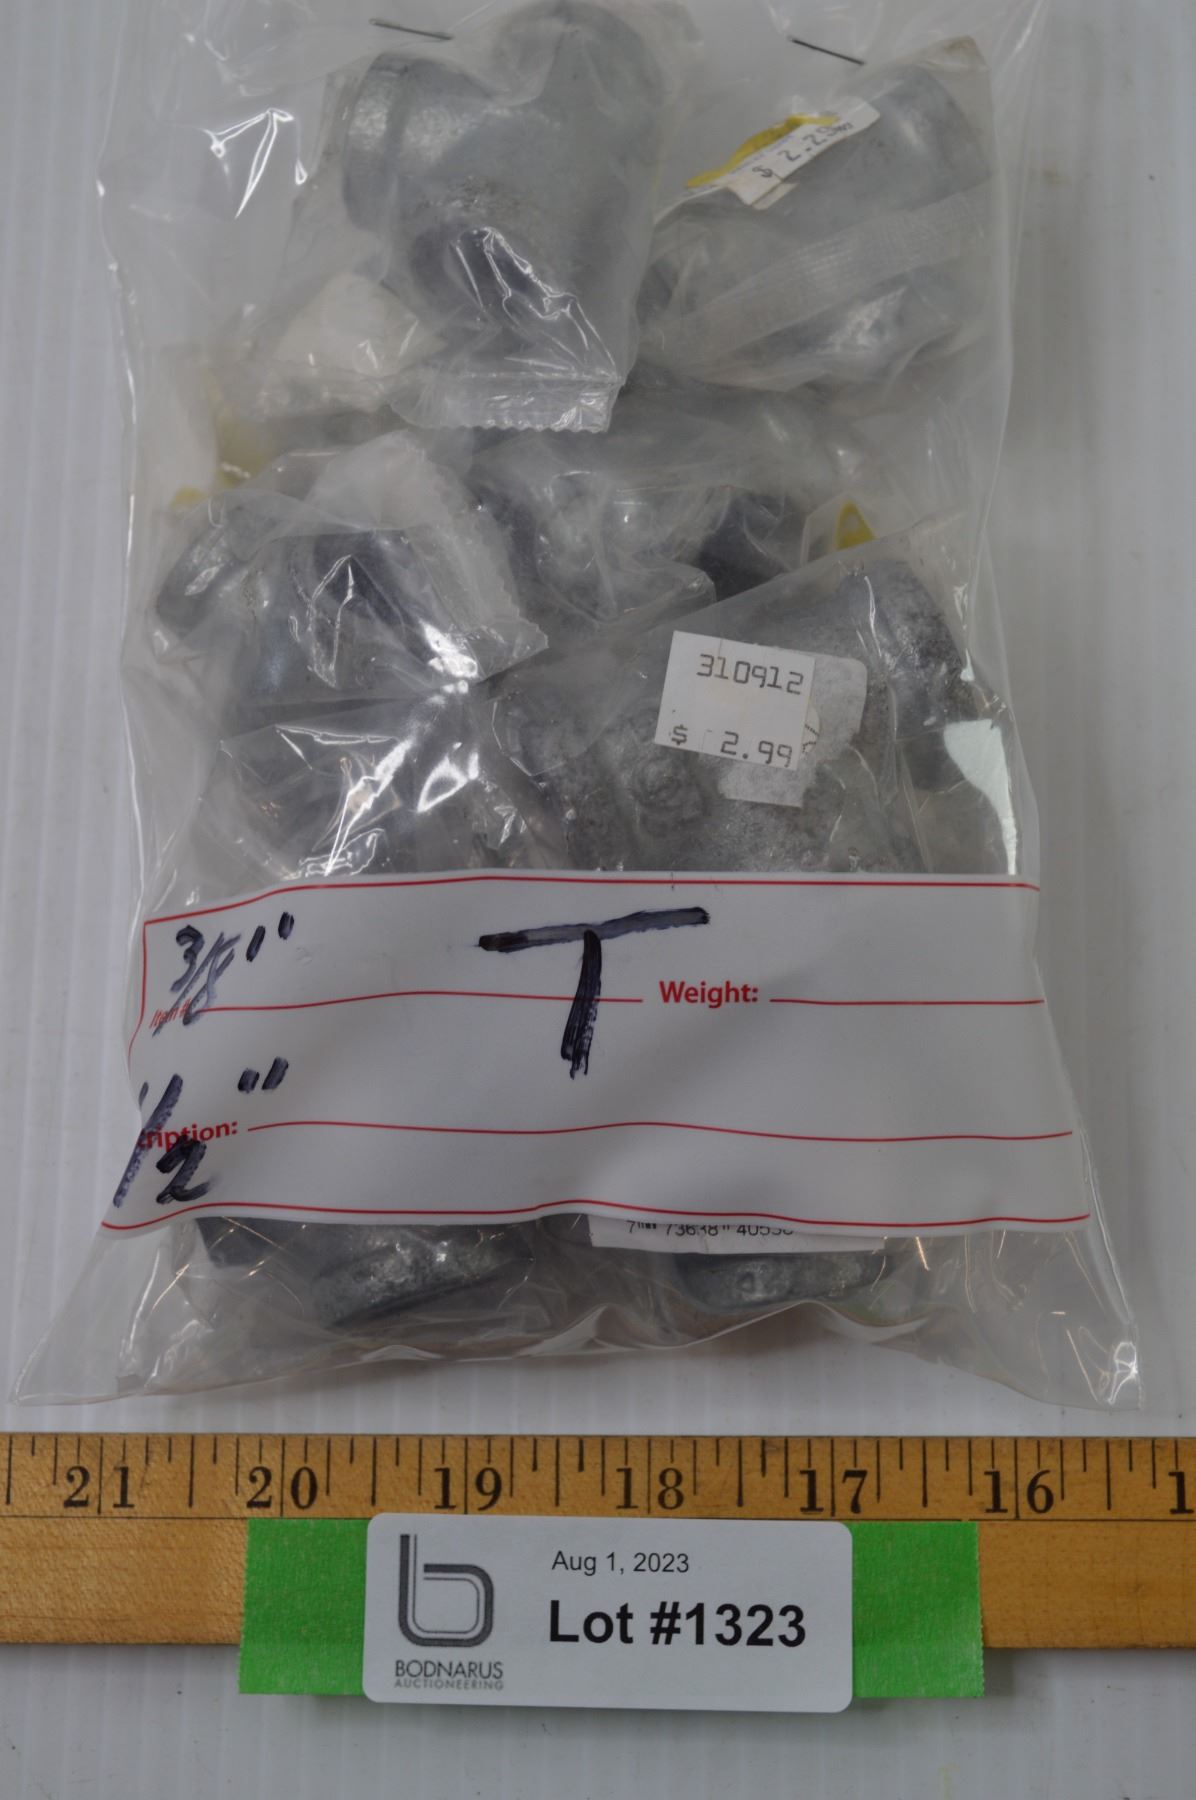 $ 2.29
310912
$ 2.99
3/8" T
Weight:
1/2"
ription:
21 20 19 18 17 16
Aug 1, 2023
Lot #1323
BODNARUS
AUCTIONEERING